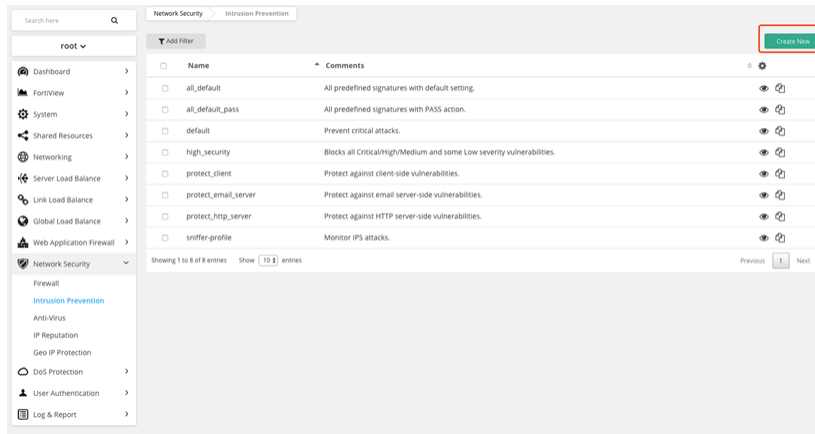 Search here
root
Dashboard
FortiView
System
Shared Resources
Networking
Server Load Balance
Link Load Balance
Global Load Balance
Web Application Firewall
Network Security
Firewall
Intrusion Prevention
Anti-Virus
IP Reputation
Geo IP Protection
DoS Protection
User Authentication
Log & Report
Network Security Intrusion Prevention
Add Filter Create New
Name Comments
all_default All predefined signatures with default setting.
all_default_pass All predefined signatures with PASS action.
default Prevent critical attacks.
high_security Blocks all Critical/High/Medium and some Low severity vulnerabilities.
protect_client Protect against client-side vulnerabilities.
protect_email_server Protect against email server-side vulnerabilities.
protect_http_server Protect against HTTP server-side vulnerabilities.
sniffer-profile Monitor IPS attacks.
Showing 1 to 8 of 8 entries Show 10 entries Previous 1 Next